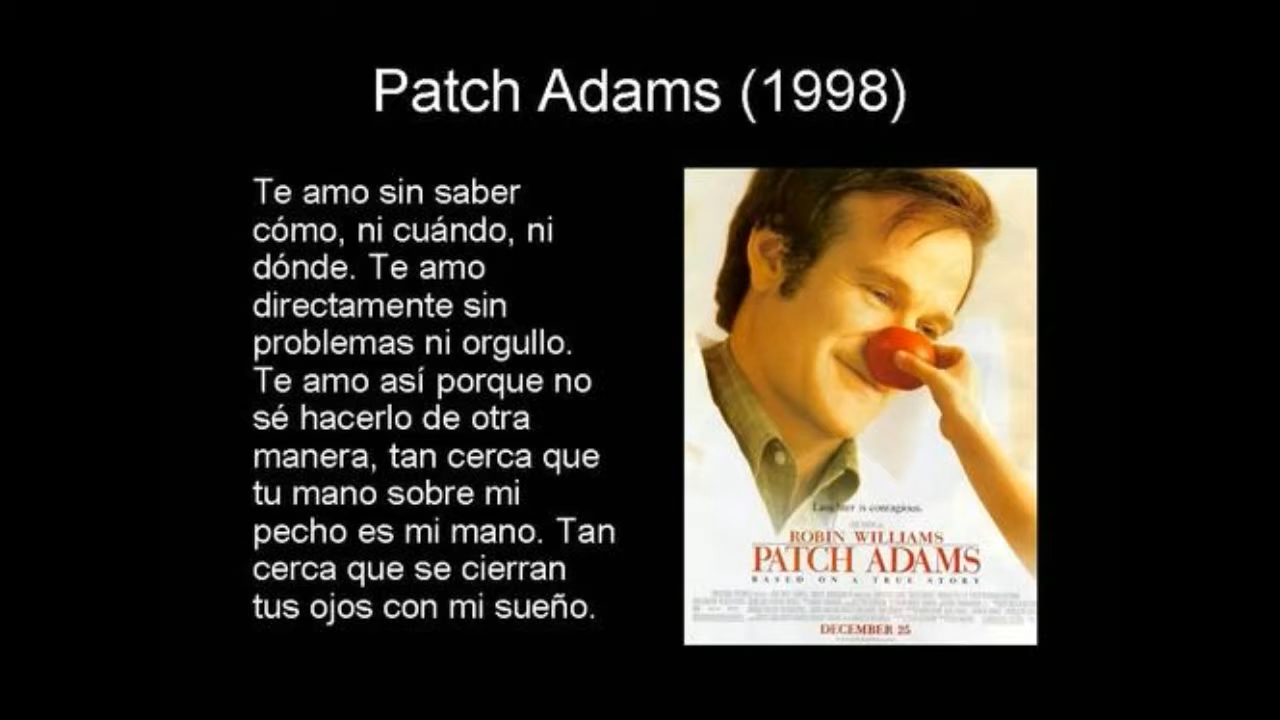 Patch Adams (1998)
Te amo sin saber
cómo, ni cuándo, ni
dónde. Te amo
directamente sin
problemas ni orgullo.
Te amo así porque no
sé hacerlo de otra
manera, tan cerca que
tu mano sobre mi
pecho es mi mano. Tan
cerca que se cierran
tus ojos con mi sueño.
Laughter is contagious.
ROBIN WILLIAMS
PATCH ADAMS
BASED ON A TRUE STORY
DECEMBER 25